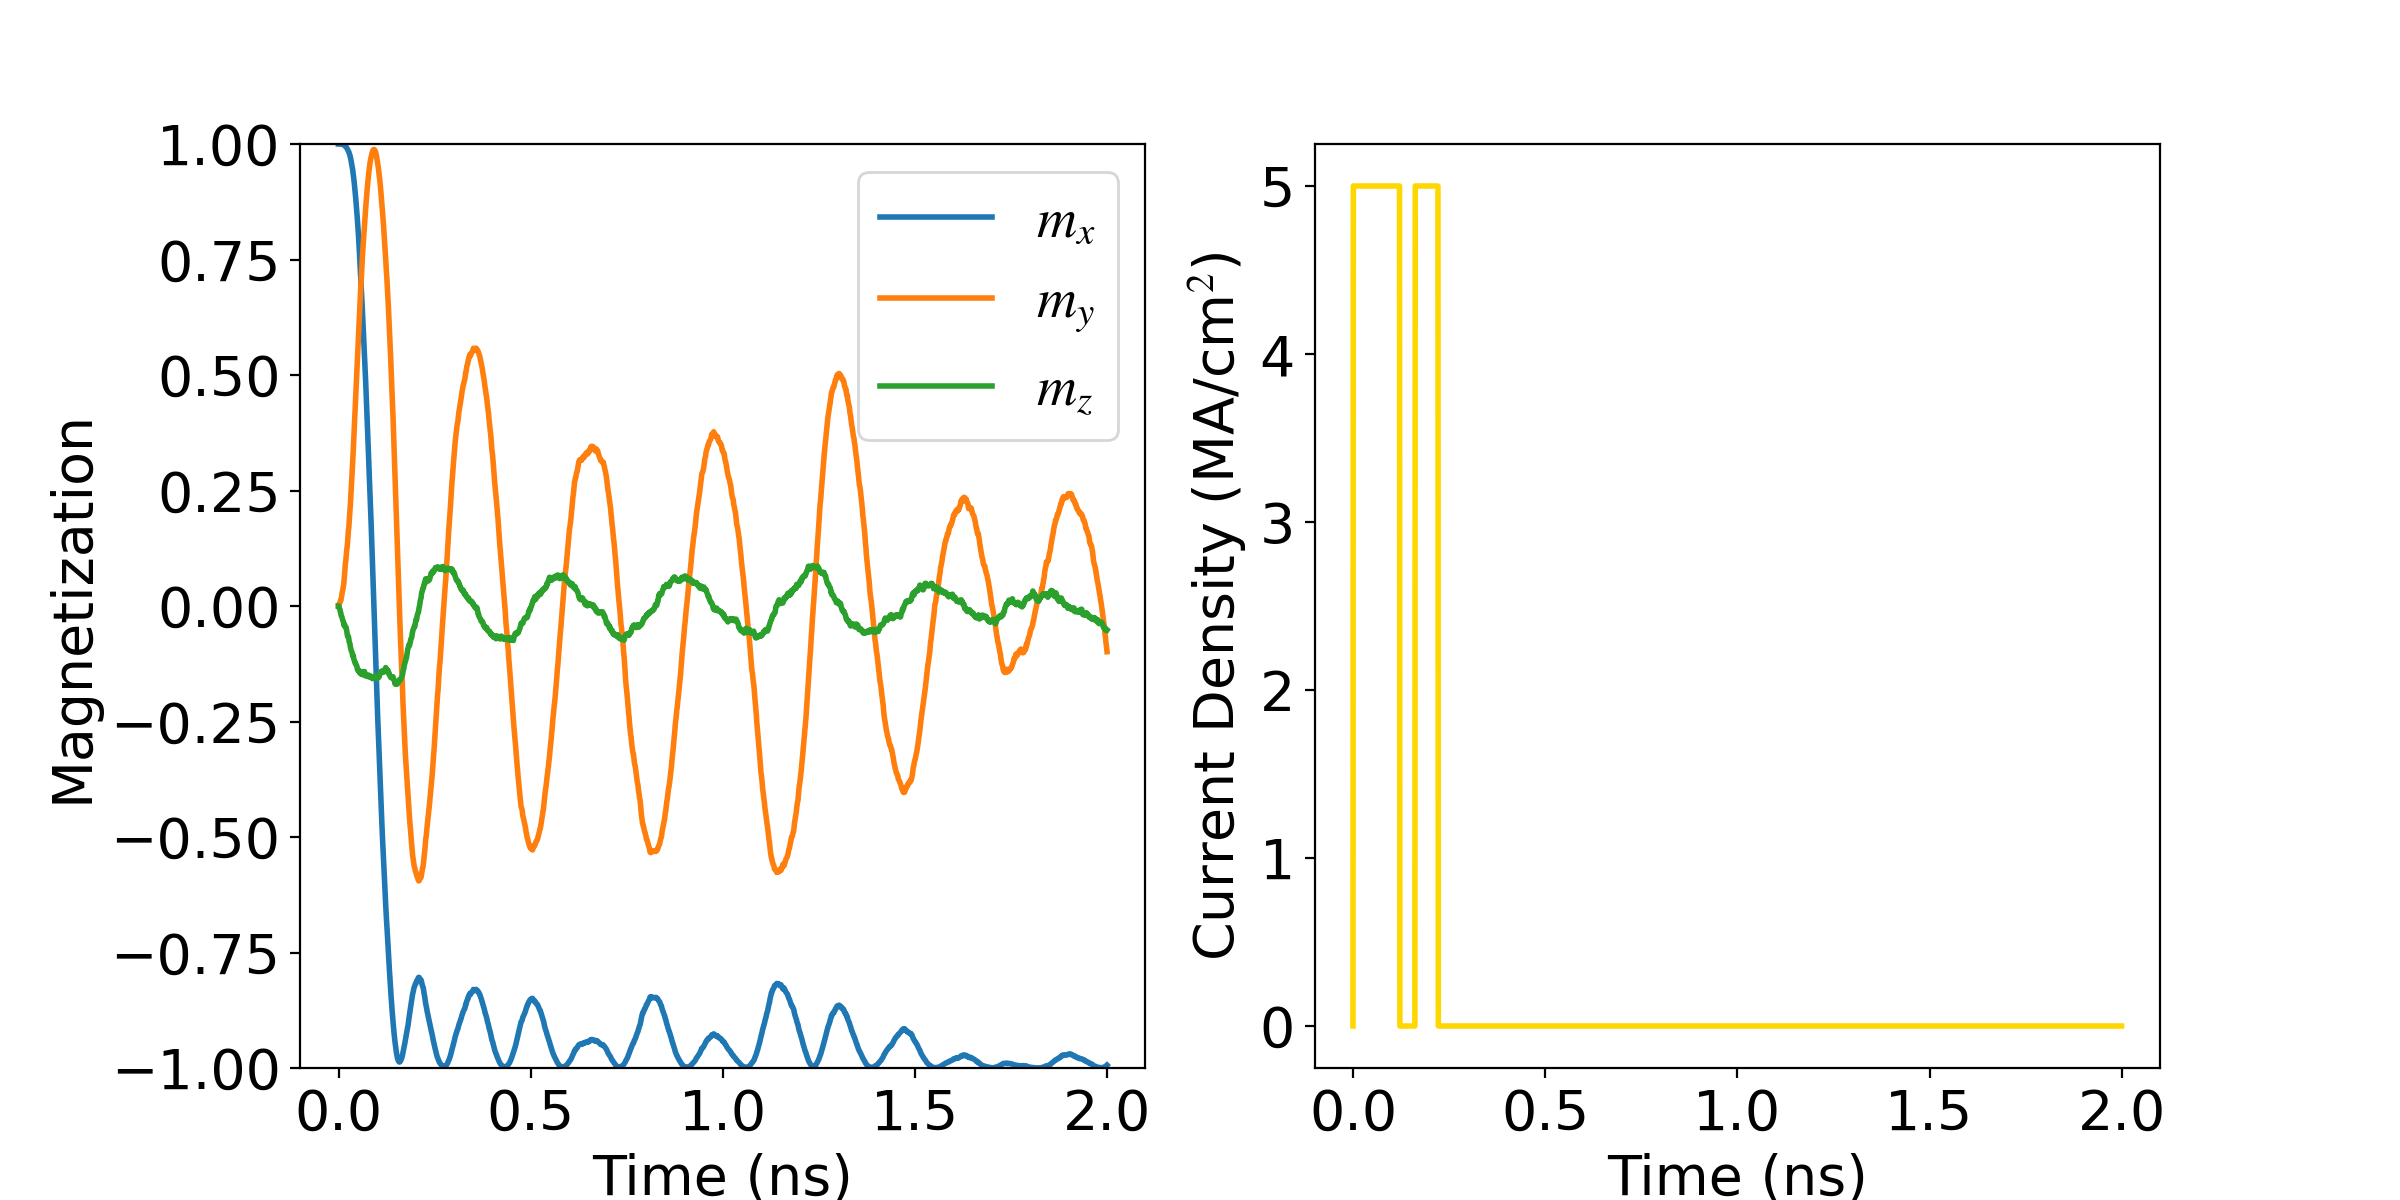 Magnetization
1.00
0.75
0.50
0.25
0.00
−0.25
−0.50
−0.75
−1.00
0.0 0.5 1.0 1.5 2.0
Time (ns)
m_x
m_y
m_z
Current Density (MA/cm²)
5
4
3
2
1
0
0.0 0.5 1.0 1.5 2.0
Time (ns)